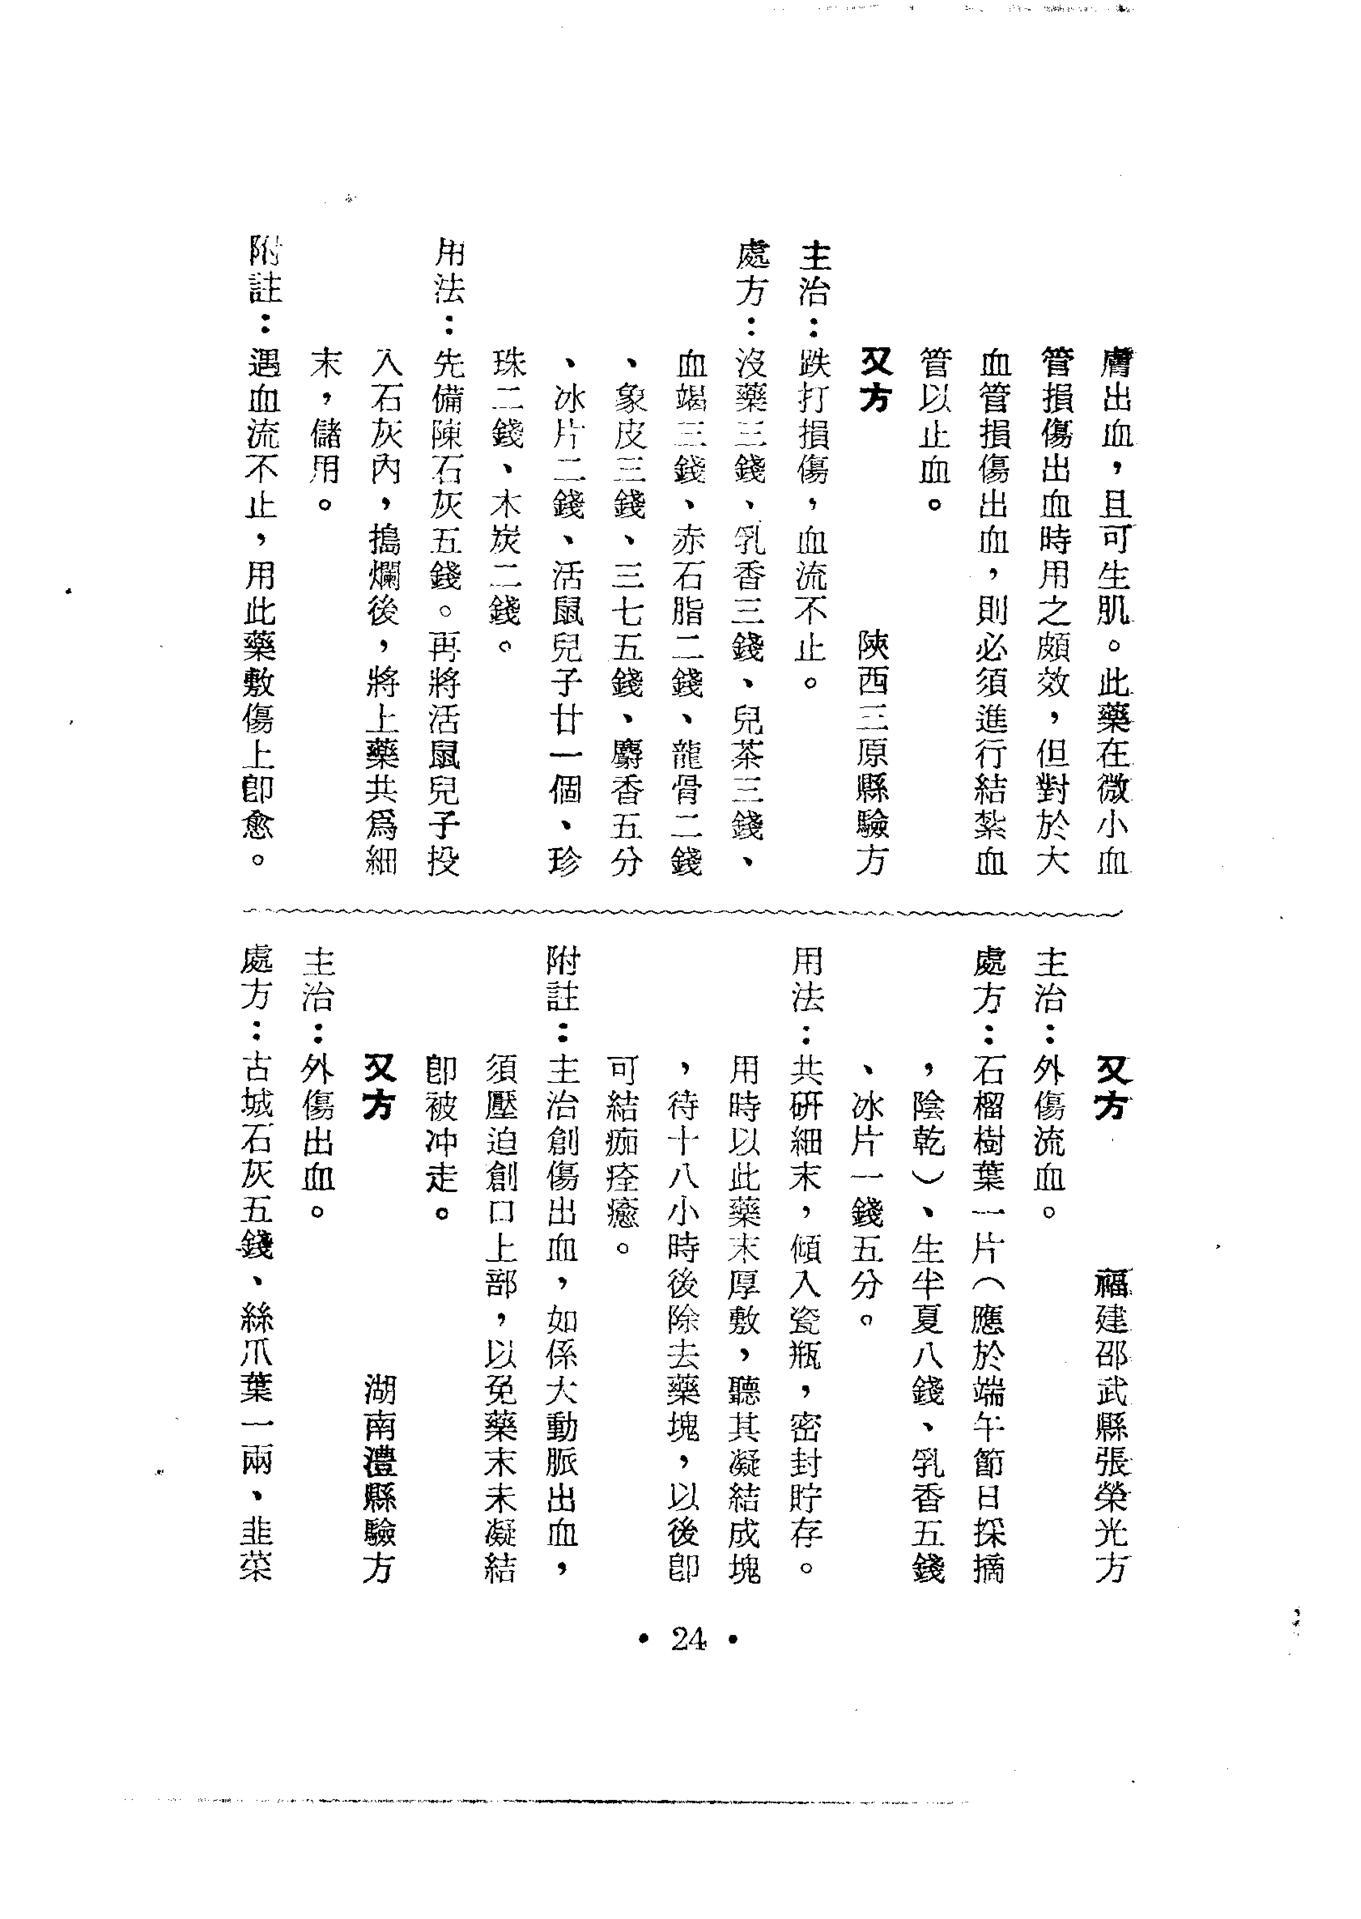 膚出血，且可生肌。此藥在微小血
管損傷出血時用之頗效，但對於大
血管損傷出血，則必須進行結紮血
管以止血。
又方　陝西三原縣驗方
主治：跌打損傷，血流不止。
處方：沒藥三錢、乳香三錢、兒茶三錢、
血竭三錢、赤石脂二錢、龍骨二錢
、象皮三錢、三七五錢、麝香五分
、冰片二錢、活鼠兒子廿一個、珍
珠二錢、木炭二錢。
用法：先備陳石灰五錢。再將活鼠兒子投
入石灰內，搗爛後，將上藥共爲細
末，儲用。
附註：遇血流不止，用此藥敷傷上卽愈。
又方　福建邵武縣張榮光方
主治：外傷流血。
處方：石榴樹葉一片（應於端午節日採摘
，陰乾）、生半夏八錢、乳香五錢
、冰片一錢五分。
用法：共研細末，傾入瓷瓶，密封貯存。
用時以此藥末厚敷，聽其凝結成塊
，待十八小時後除去藥塊，以後卽
可結痂痊癒。
附註：主治創傷出血，如係大動脈出血，
須壓迫創口上部，以免藥末未凝結
卽被冲走。
又方　湖南澧縣驗方
主治：外傷出血。
處方：古城石灰五錢、絲爪葉一兩、韭菜
• 24 •